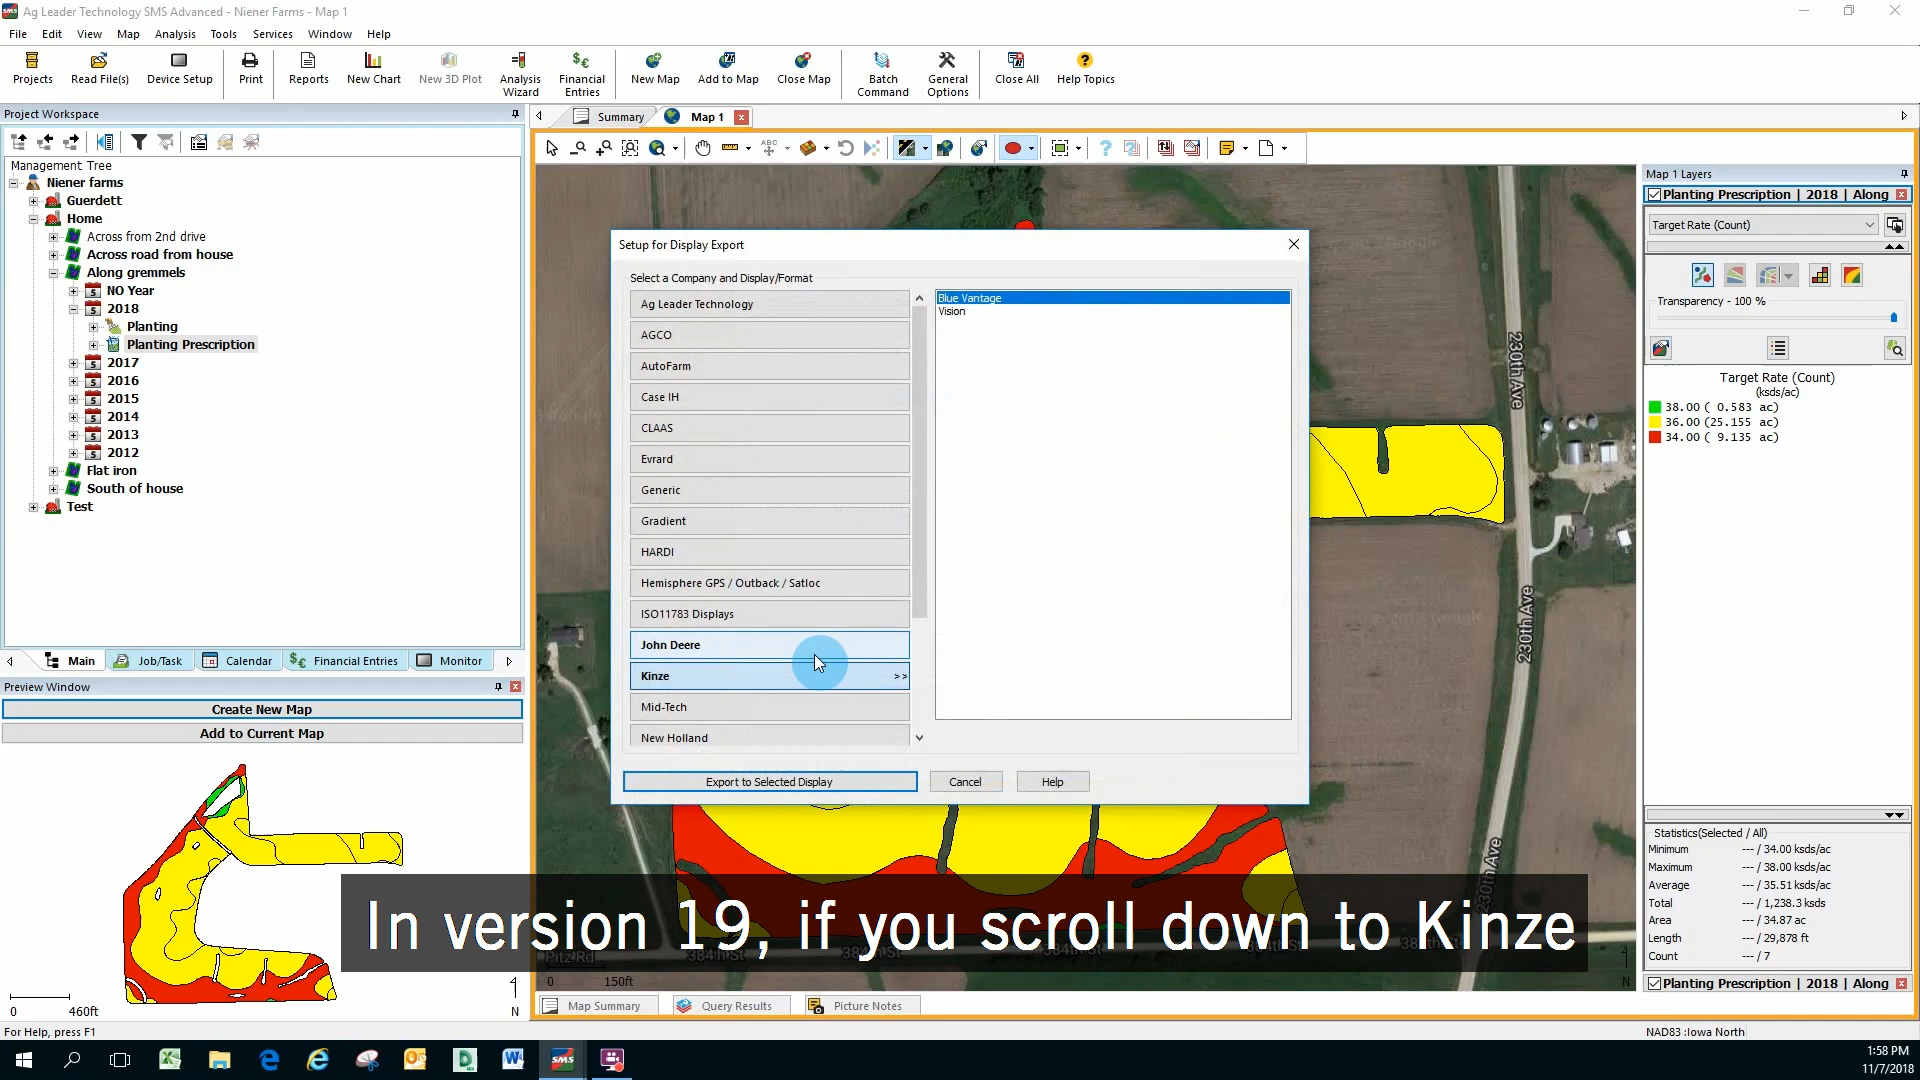 Ag Leader Technology SMS Advanced - Niener Farms - Map 1
File Edit View Map Analysis Tools Services Window Help
Projects Read File(s) Device Setup Print Reports New Chart New 3D Plot Analysis Wizard Financial Entries New Map Add to Map Close Map Batch Command General Options Close All Help Topics
Project Workspace
Management Tree
Niener farms
Guerdett
Home
Across from 2nd drive
Across road from house
Along gremmels
NO Year
2018
Planting
Planting Prescription
2017
2016
2015
2014
2013
2012
Flat iron
South of house
Test
Main Job/Task Calendar Financial Entries Monitor
Preview Window
Create New Map
Add to Current Map
0 460ft N
For Help, press F1
Summary Map 1
Setup for Display Export
Select a Company and Display/Format
Ag Leader Technology
AGCO
AutoFarm
Case IH
CLAAS
Evrard
Generic
Gradient
HARDI
Hemisphere GPS / Outback / Satloc
ISO11783 Displays
John Deere
Kinze >>
Mid-Tech
New Holland
Blue Vantage
Vision
Export to Selected Display Cancel Help
230th Ave
230th Ave
230th Ave
In version 19, if you scroll down to Kinze
Pitz Rd 384th St 384th St
0 150ft N
Map Summary Query Results Picture Notes
Map 1 Layers
Planting Prescription | 2018 | Along
Target Rate (Count)
Transparency - 100 %
Target Rate (Count)
(ksds/ac)
38.00 ( 0.583 ac)
36.00 (25.155 ac)
34.00 ( 9.135 ac)
Statistics(Selected / All)
Minimum --- / 34.00 ksds/ac
Maximum --- / 38.00 ksds/ac
Average --- / 35.51 ksds/ac
Total --- / 1,238.3 ksds
Area --- / 34.87 ac
Length --- / 29,878 ft
Count --- / 7
Planting Prescription | 2018 | Along
NAD83 :Iowa North
1:58 PM
11/7/2018